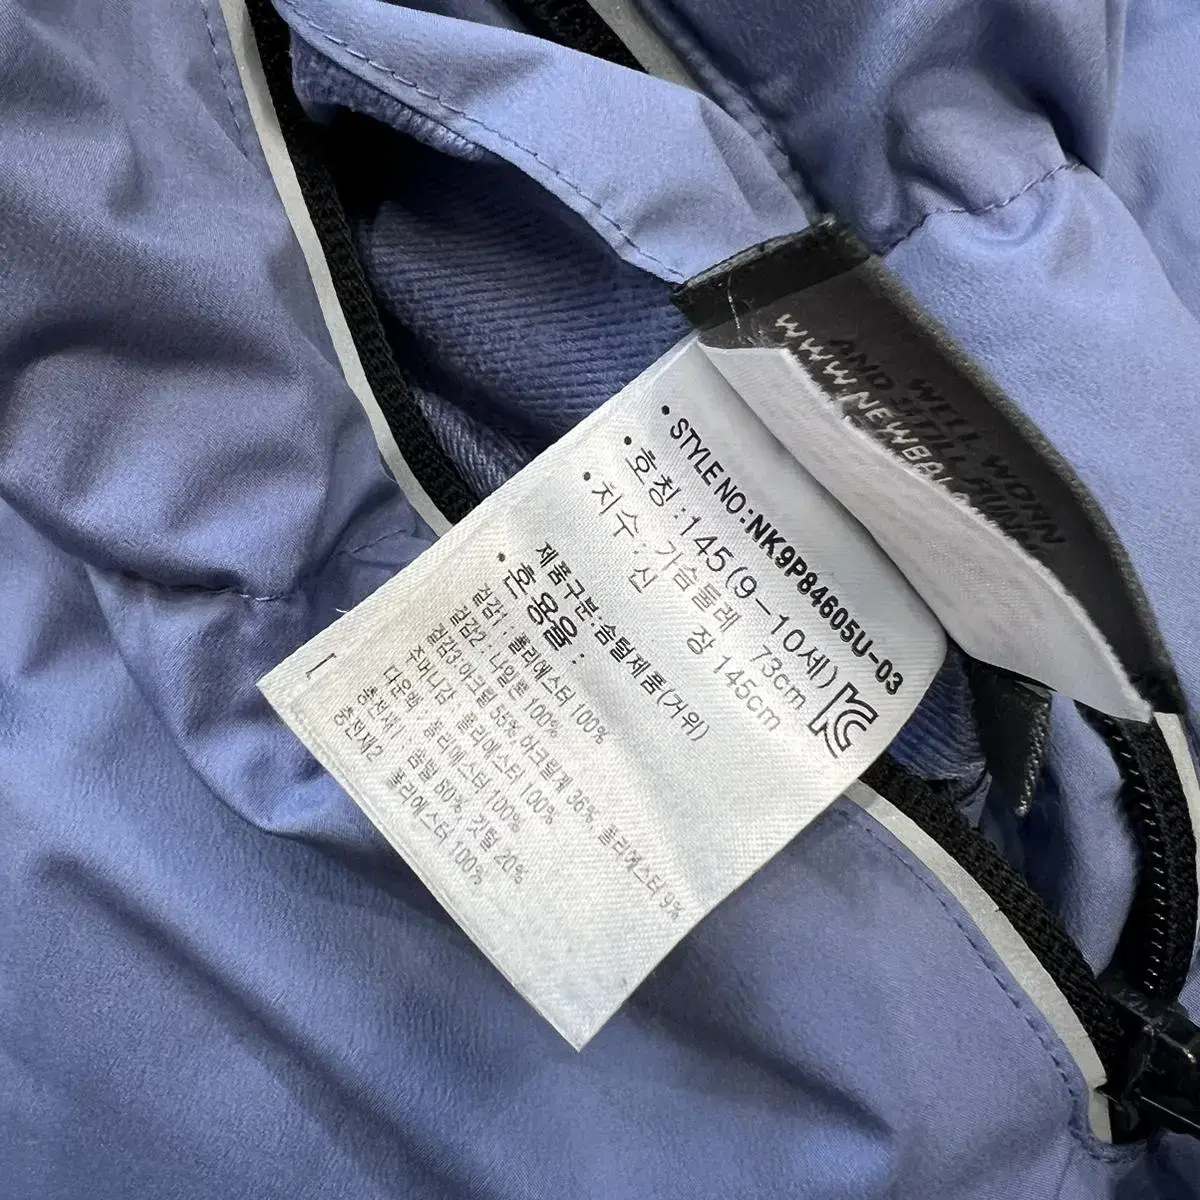 WWW.NEWBAL
AND WILL WORN
AND STILL RUNN
• STYLE NO:NK9P84605U-03
• 호칭 :145(9-10세)
• 치수 : 가슴둘레 73cm
신 장 145cm
제품구분:솜털제품(거위)
• 혼용율 :
겉감1 : 폴리에스터 100%
겉감2 : 나일론 100%
겉감3:아크릴 55%, 아크릴계 36%, 폴리에스터 9%
주머니감 : 폴리에스터 100%
다운백 : 폴리에스터 100%
충전재1 : 솜털 80%, 깃털 20%
충전재2 폴리에스터 100%